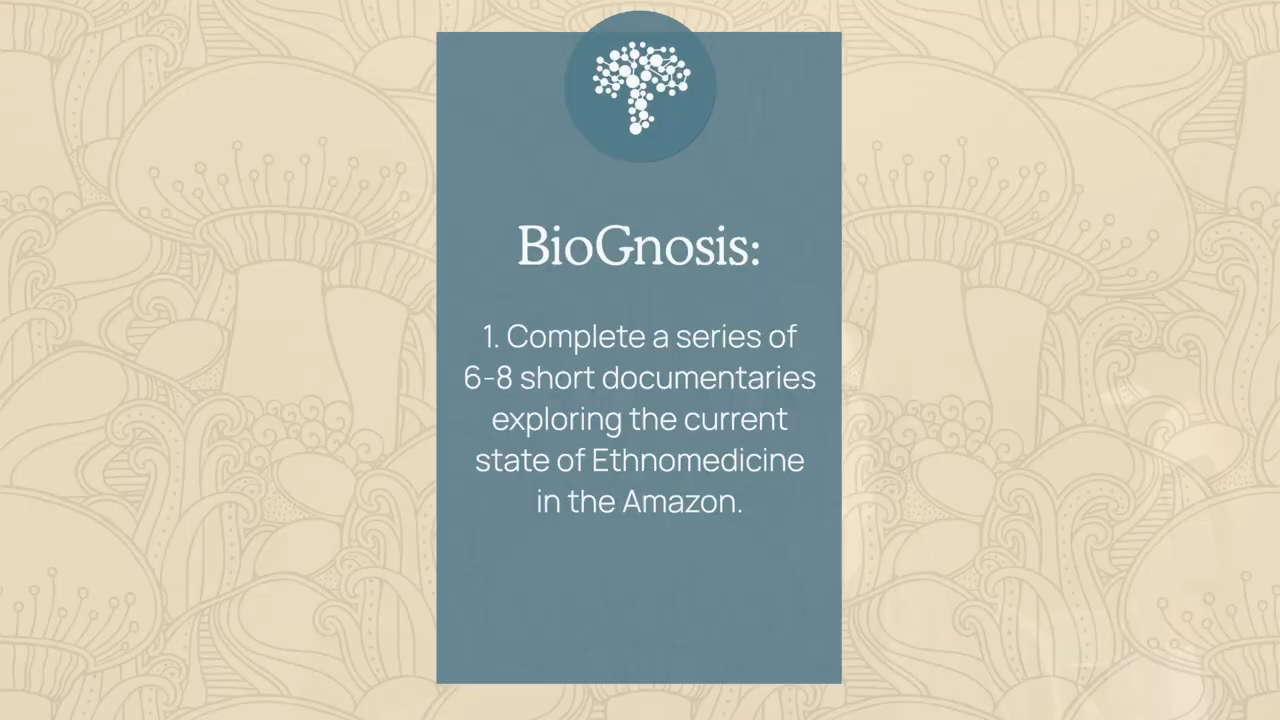 BioGnosis:
1. Complete a series of
6-8 short documentaries
exploring the current
state of Ethnomedicine
in the Amazon.